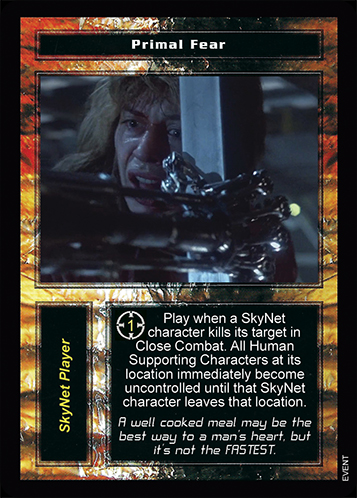 Primal Fear
SkyNet Player
1
Play when a SkyNet
character kills its target in
Close Combat. All Human
Supporting Characters at its
location immediately become
uncontrolled until that SkyNet
character leaves that location.
A well cooked meal may be the
best way to a man's heart, but
it's not the FASTEST.
EVENT